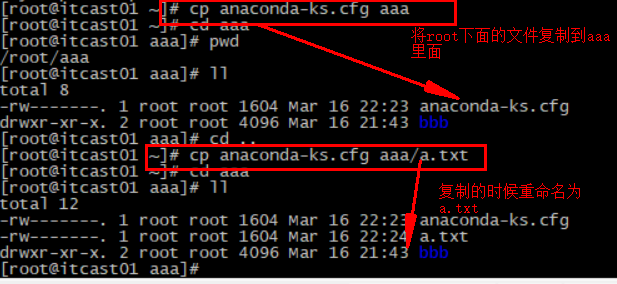 [root@itcast01 ~]# cp anaconda-ks.cfg aaa
[root@itcast01 ~]# cd aaa
[root@itcast01 aaa]# pwd
/root/aaa
将root下面的文件复制到aaa
里面
[root@itcast01 aaa]# ll
total 8
-rw-------. 1 root root 1604 Mar 16 22:23 anaconda-ks.cfg
drwxr-xr-x. 2 root root 4096 Mar 16 21:43 bbb
[root@itcast01 aaa]# cd ..
[root@itcast01 ~]# cp anaconda-ks.cfg aaa/a.txt
[root@itcast01 ~]# cd aaa
[root@itcast01 aaa]# ll
复制的时候重命名为
a.txt
total 12
-rw-------. 1 root root 1604 Mar 16 22:23 anaconda-ks.cfg
-rw-------. 1 root root 1604 Mar 16 22:24 a.txt
drwxr-xr-x. 2 root root 4096 Mar 16 21:43 bbb
[root@itcast01 aaa]#